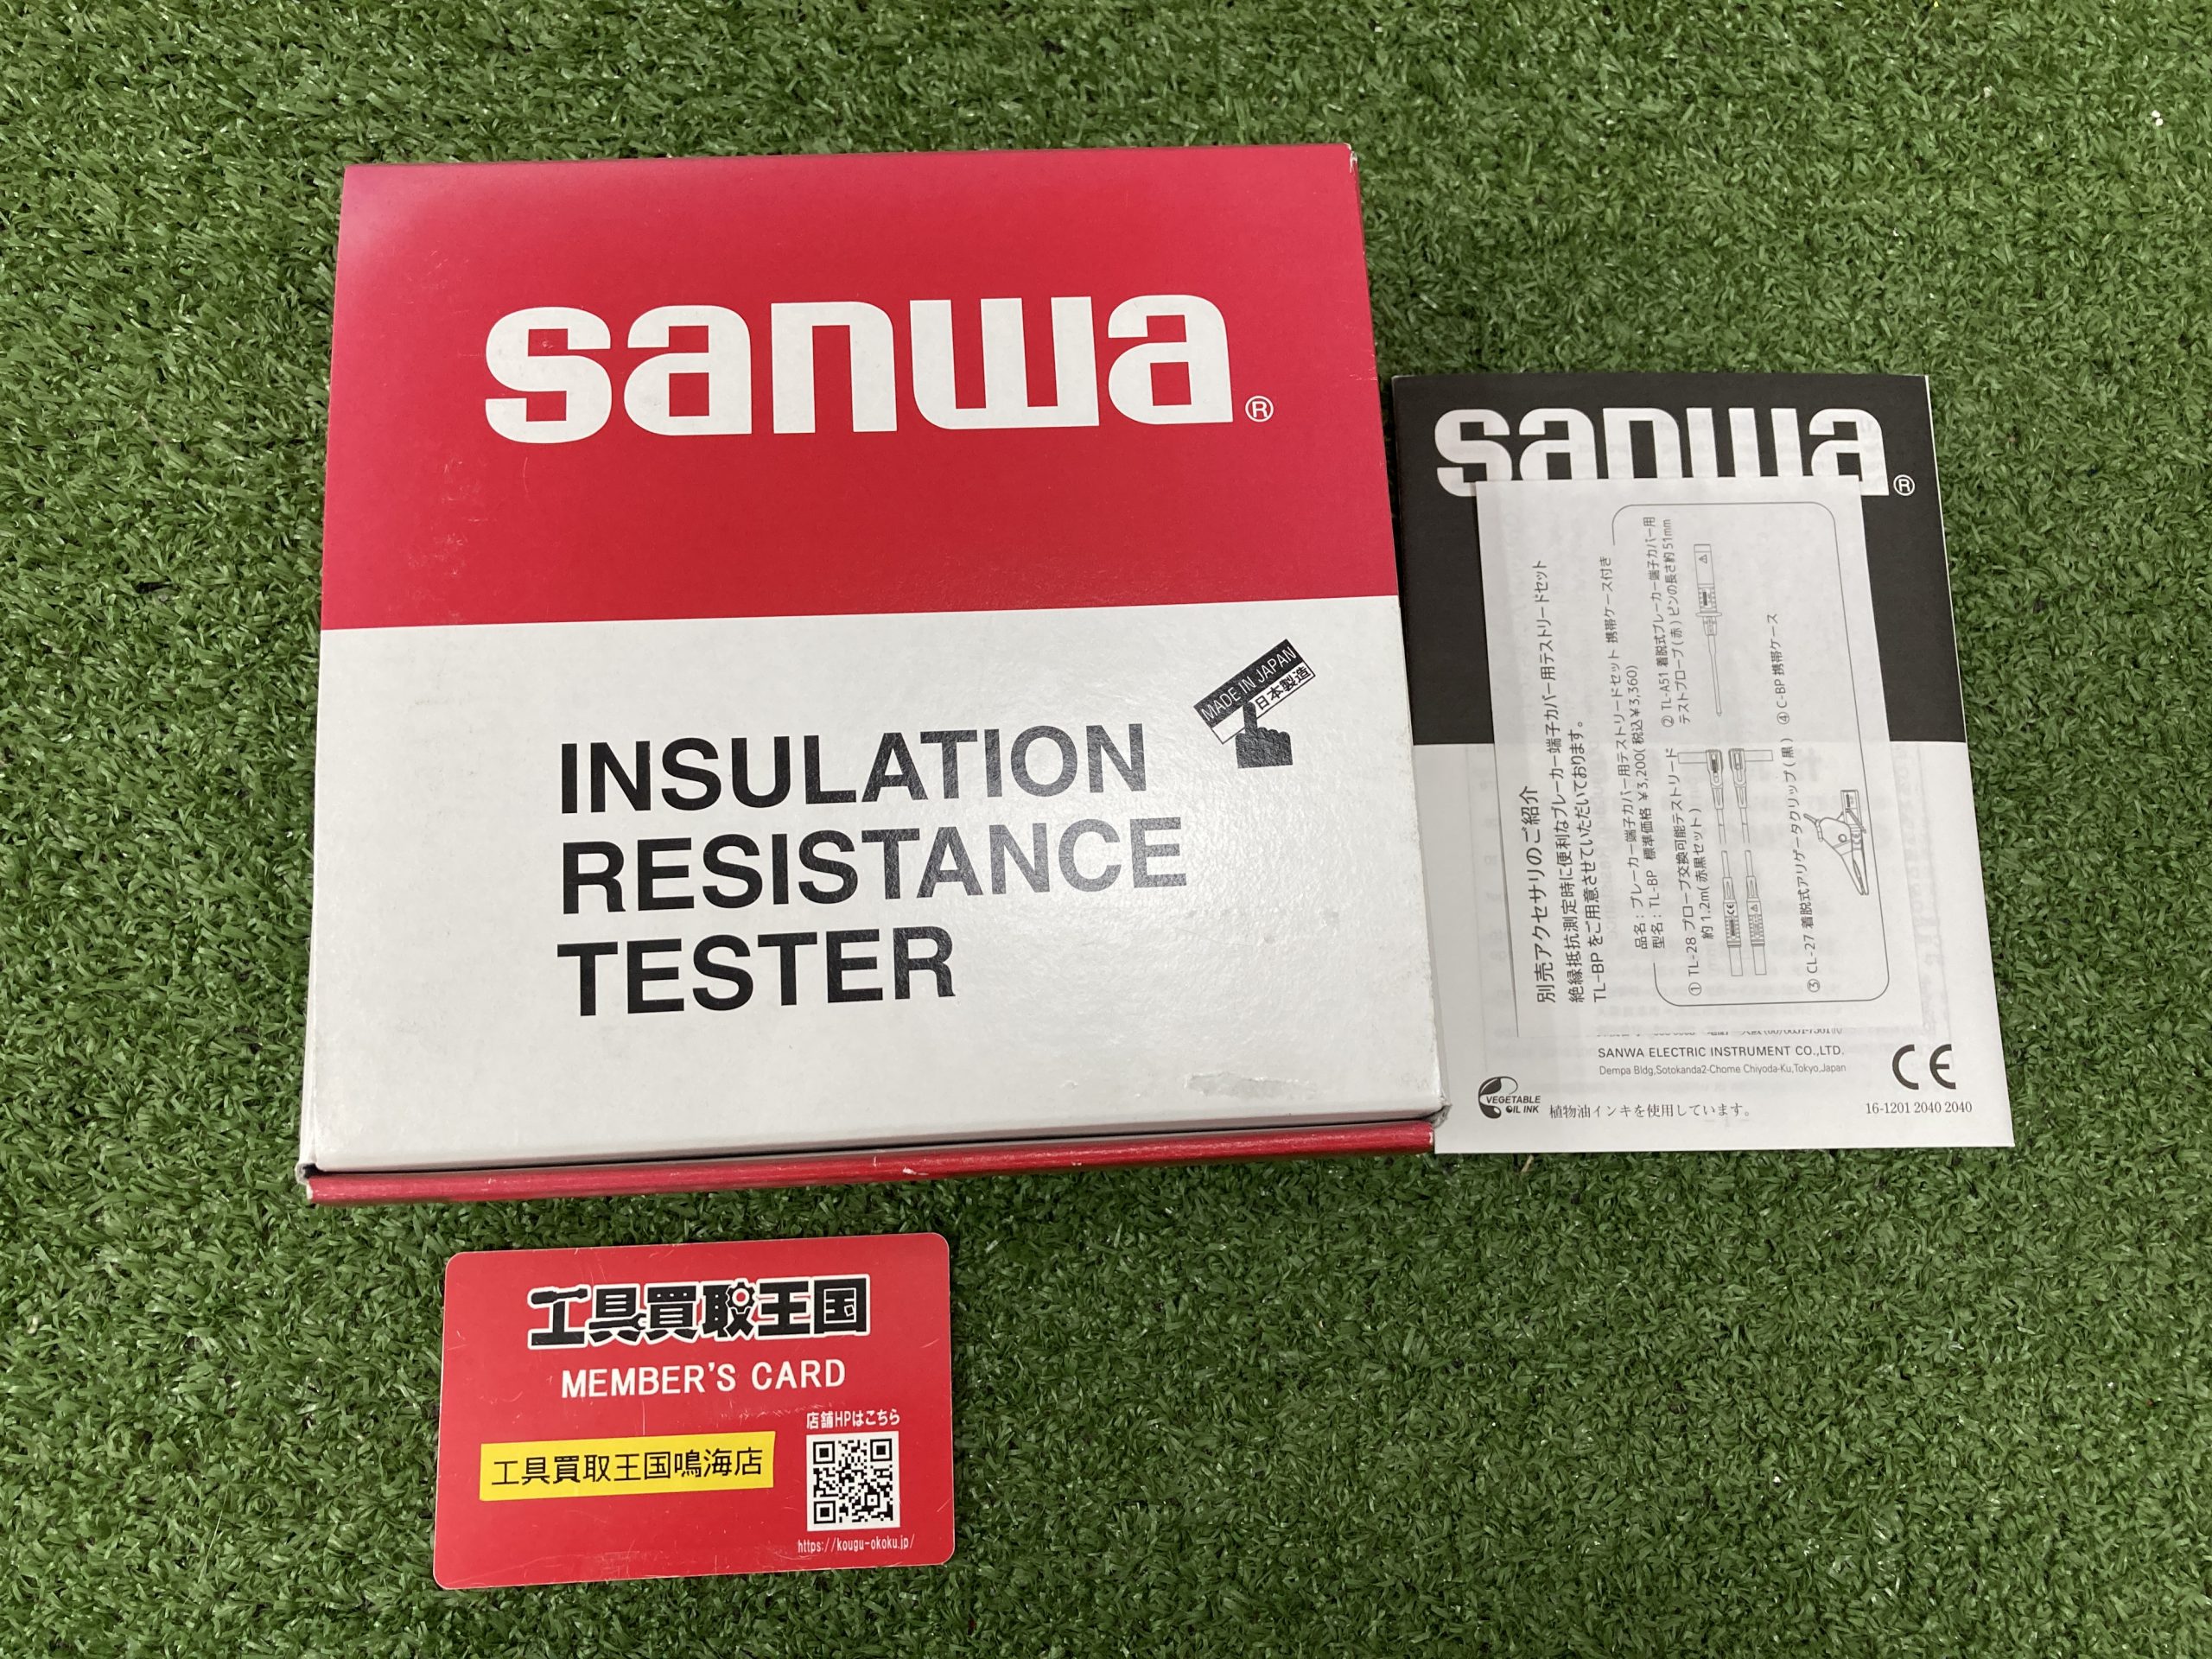 sanwa®
MADE IN JAPAN
日本製造
INSULATION
RESISTANCE
TESTER
sanwa®
別売アクセサリのご紹介
絶縁抵抗測定時に便利なブレーカー端子カバー用テストリードセット
TL-BP をご用意させていただいております。
品名：ブレーカー端子カバー用テストリードセット 携帯ケース付き
型名：TL-BP 標準価格 ¥3,200(税込¥3,360)
① TL-28 プローブ交換可能テストリード
約 1.2m(赤黒セット)
② TL-A51 着脱式ブレーカー端子カバー用
テストプローブ(赤)ピンの長さ約51mm
③ CL-27 着脱式アリゲータクリップ(黒)
④ C-BP 携帯ケース
SANWA ELECTRIC INSTRUMENT CO.,LTD.
Dempa Bldg,Sotokanda2-Chome Chiyoda-Ku,Tokyo,Japan
CE
VEGETABLE
OIL INK
植物油インキを使用しています。
16-1201 2040 2040
工具買取王国
MEMBER'S CARD
店舗HPはこちら
工具買取王国鳴海店
https://kougu-okoku.jp/